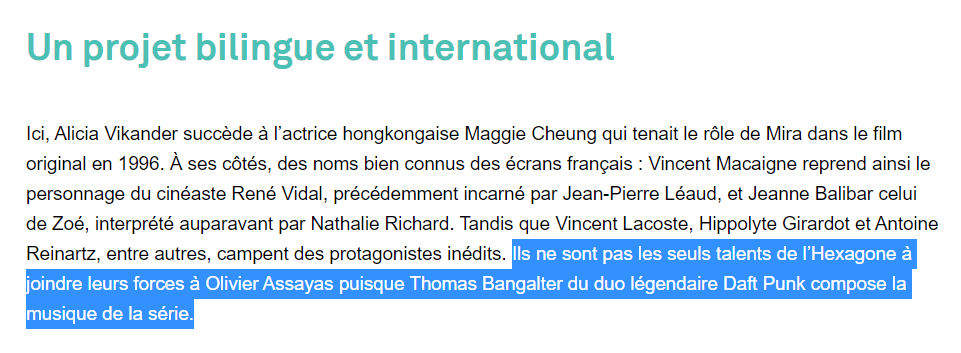 Un projet bilingue et international
Ici, Alicia Vikander succède à l’actrice hongkongaise Maggie Cheung qui tenait le rôle de Mira dans le film
original en 1996. À ses côtés, des noms bien connus des écrans français : Vincent Macaigne reprend ainsi le
personnage du cinéaste René Vidal, précédemment incarné par Jean-Pierre Léaud, et Jeanne Balibar celui
de Zoé, interprété auparavant par Nathalie Richard. Tandis que Vincent Lacoste, Hippolyte Girardot et Antoine
Reinartz, entre autres, campent des protagonistes inédits. Ils ne sont pas les seuls talents de l’Hexagone à
joindre leurs forces à Olivier Assayas puisque Thomas Bangalter du duo légendaire Daft Punk compose la
musique de la série.